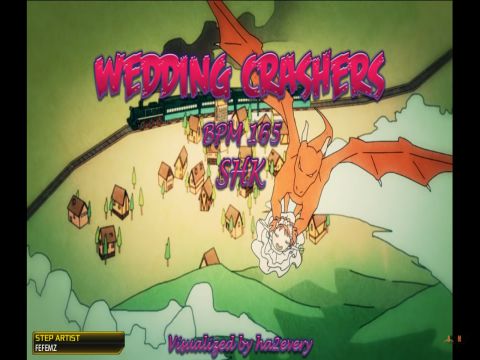 WEDDING CRASHERS
BPM 165
SHK
Visualized by ha2every
STEP ARTIST
FEFEMZ